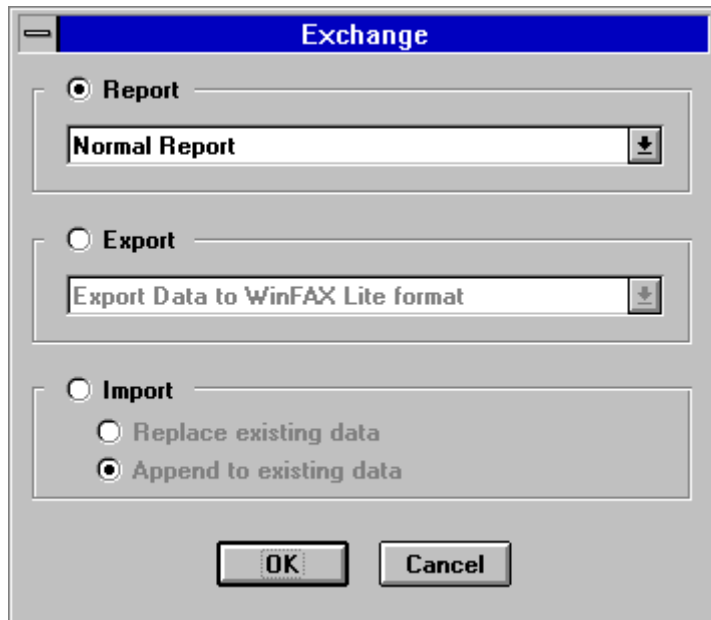 Exchange
Report
Normal Report
Export
Export Data to WinFAX Lite format
Import
Replace existing data
Append to existing data
OK Cancel